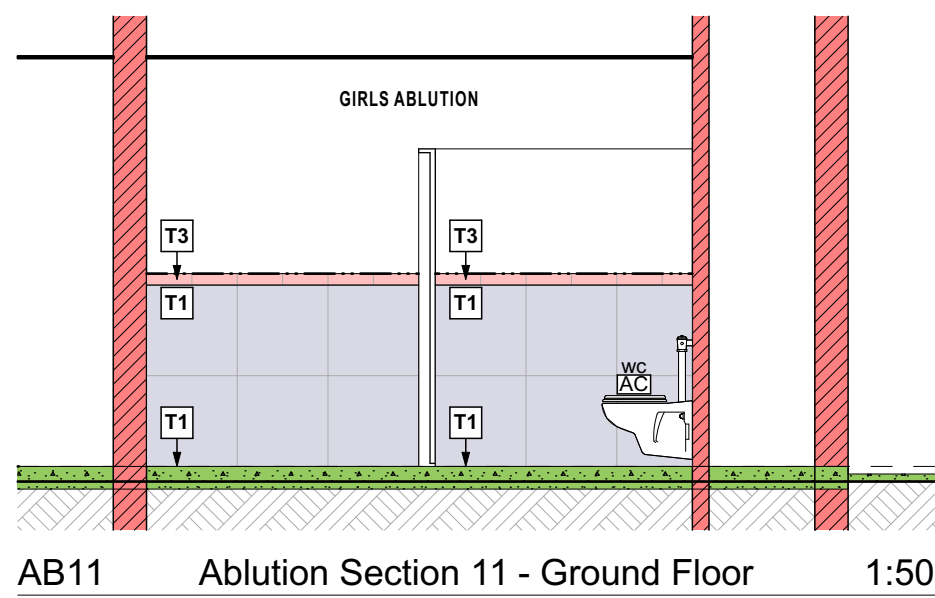 GIRLS ABLUTION
T3 T3
T1 T1
WC
AC
T1 T1
AB11 Ablution Section 11 - Ground Floor 1:50